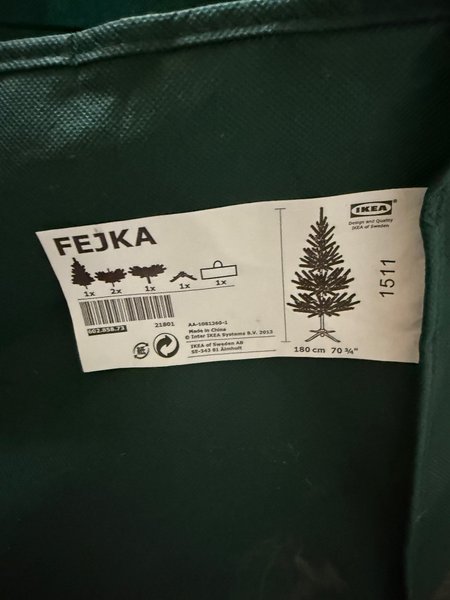 FEJKA
1x 2x 1x 1x 1x
602.858.73
21801
AA-1081260-1
Made in China
© Inter IKEA Systems B.V. 2013
IKEA of Sweden AB
SE-343 81 Älmhult
180 cm 70 ¾"
IKEA
Design and Quality
IKEA of Sweden
1511